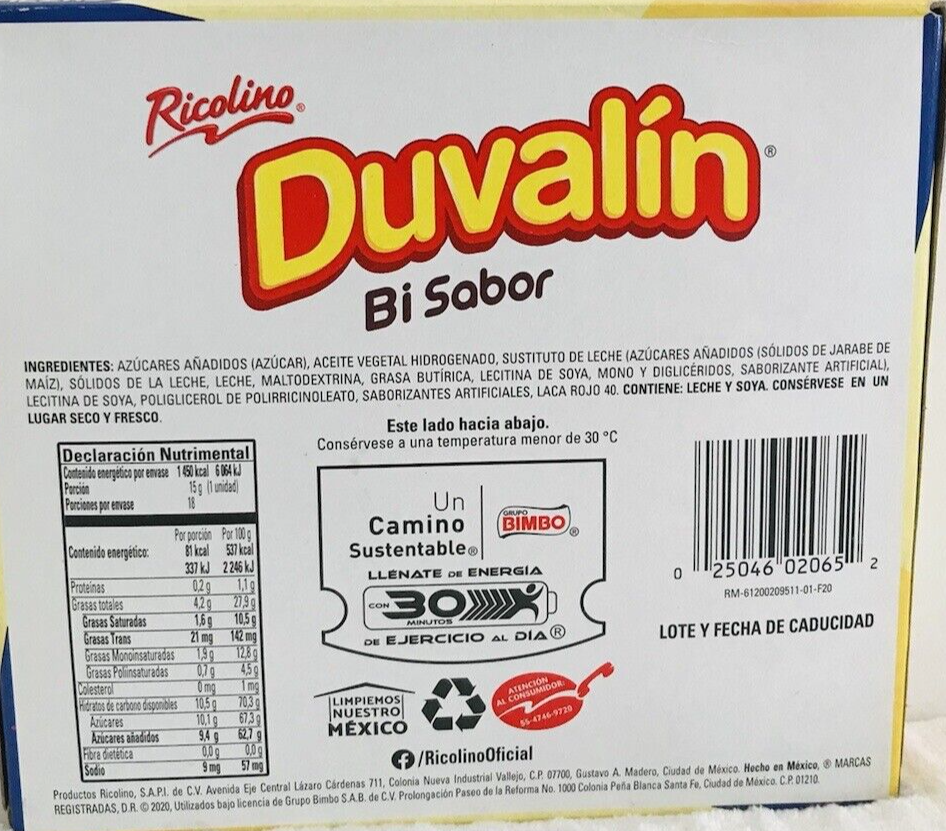 Ricolino®
Duvalín®
Bi Sabor
INGREDIENTES: AZÚCARES AÑADIDOS (AZÚCAR), ACEITE VEGETAL HIDROGENADO, SUSTITUTO DE LECHE (AZÚCARES AÑADIDOS (SÓLIDOS DE JARABE DE
MAÍZ), SÓLIDOS DE LA LECHE, LECHE, MALTODEXTRINA, GRASA BUTÍRICA, LECITINA DE SOYA, MONO Y DIGLICÉRIDOS, SABORIZANTE ARTIFICIAL),
LECITINA DE SOYA, POLIGLICEROL DE POLIRRICINOLEATO, SABORIZANTES ARTIFICIALES, LACA ROJO 40. CONTIENE: LECHE Y SOYA. CONSÉRVESE EN UN
LUGAR SECO Y FRESCO.
Este lado hacia abajo.
Consérvese a una temperatura menor de 30 °C
Declaración Nutrimental
Contenido energético por envase 1 450 kcal 6 064 kJ
Porción 15 g (1 unidad)
Porciones por envase 18
Por porción Por 100 g
Contenido energético: 81 kcal 537 kcal
337 kJ 2 246 kJ
Proteínas 0,2 g 1,1 g
Grasas totales 4,2 g 27,9 g
Grasas Saturadas 1,6 g 10,5 g
Grasas Trans 21 mg 142 mg
Grasas Monoinsaturadas 1,9 g 12,8 g
Grasas Poliinsaturadas 0,7 g 4,5 g
Colesterol 0 mg 1 mg
Hidratos de carbono disponibles 10,5 g 70,3 g
Azúcares 10,1 g 67,3 g
Azúcares añadidos 9,4 g 62,7 g
Fibra dietética 0,0 g 0,0 g
Sodio 9 mg 57 mg
Un
Camino
Sustentable®
GRUPO
BIMBO®
LLÉNATE DE ENERGÍA
CON 30
MINUTOS
DE EJERCICIO AL DÍA®
LIMPIEMOS
NUESTRO
MÉXICO
ATENCIÓN
AL CONSUMIDOR:
55-4746-9720
f /RicolinoOficial
0 25046 02065 2
RM-61200209511-01-F20
LOTE Y FECHA DE CADUCIDAD
Productos Ricolino, S.A.P.I. de C.V. Avenida Eje Central Lázaro Cárdenas 711, Colonia Nueva Industrial Vallejo, C.P. 07700, Gustavo A. Madero, Ciudad de México. Hecho en México, ® MARCAS
REGISTRADAS, D.R. © 2020, Utilizados bajo licencia de Grupo Bimbo S.A.B. de C.V. Prolongación Paseo de la Reforma No. 1000 Colonia Peña Blanca Santa Fe, Ciudad de México. C.P. 01210.